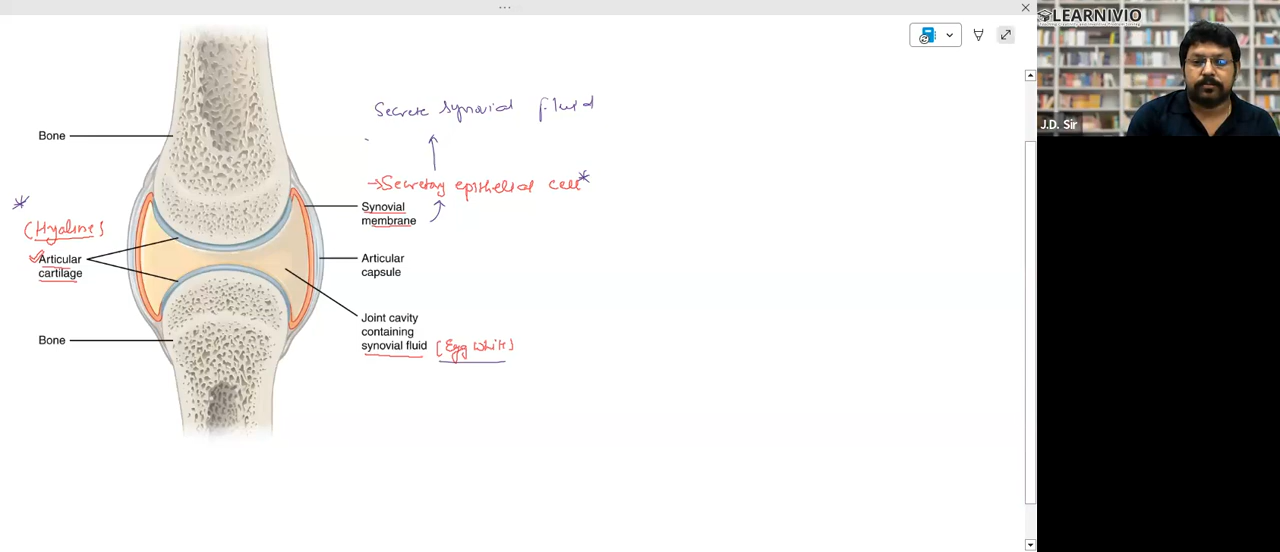 LEARNIVIO
J.D. Sir
Bone
Secrete synovial fluid
→Secretory epithelial cell*
Synovial
membrane
*
(Hyaline)
Articular
cartilage
Articular
capsule
Joint cavity
containing
synovial fluid [Egg white]
Bone